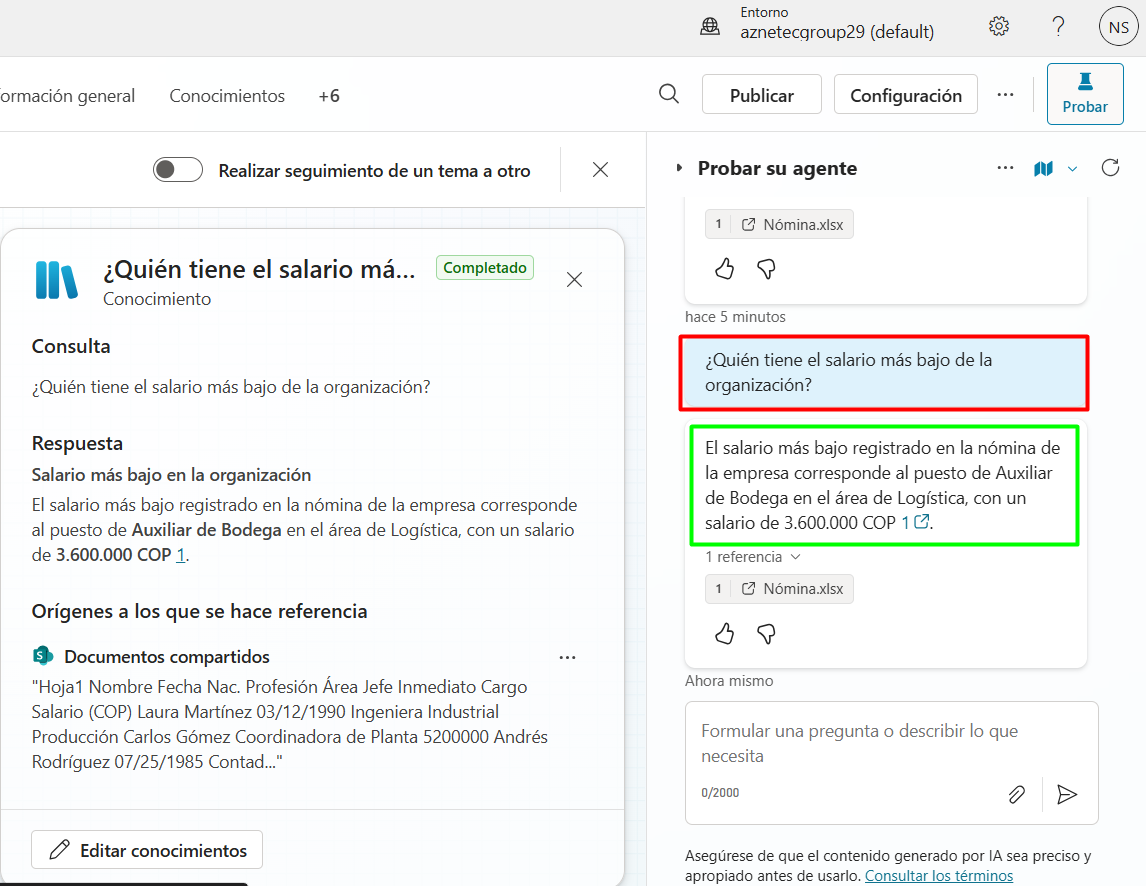 Entorno
aznetecgroup29 (default)
NS
ormación general
Conocimientos
+6
Publicar
Configuración
Probar
Realizar seguimiento de un tema a otro
¿Quién tiene el salario má...
Completado
Conocimiento
Consulta
¿Quién tiene el salario más bajo de la organización?
Respuesta
Salario más bajo en la organización
El salario más bajo registrado en la nómina de la empresa corresponde
al puesto de Auxiliar de Bodega en el área de Logística, con un salario
de 3.600.000 COP 1.
Orígenes a los que se hace referencia
Documentos compartidos
"Hoja1 Nombre Fecha Nac. Profesión Área Jefe Inmediato Cargo
Salario (COP) Laura Martínez 03/12/1990 Ingeniera Industrial
Producción Carlos Gómez Coordinadora de Planta 5200000 Andrés
Rodríguez 07/25/1985 Contad..."
Editar conocimientos
Probar su agente
1 Nómina.xlsx
hace 5 minutos
¿Quién tiene el salario más bajo de la
organización?
El salario más bajo registrado en la nómina de
la empresa corresponde al puesto de Auxiliar
de Bodega en el área de Logística, con un
salario de 3.600.000 COP 1.
1 referencia
1 Nómina.xlsx
Ahora mismo
Formular una pregunta o describir lo que
necesita
0/2000
Asegúrese de que el contenido generado por IA sea preciso y
apropiado antes de usarlo. Consultar los términos